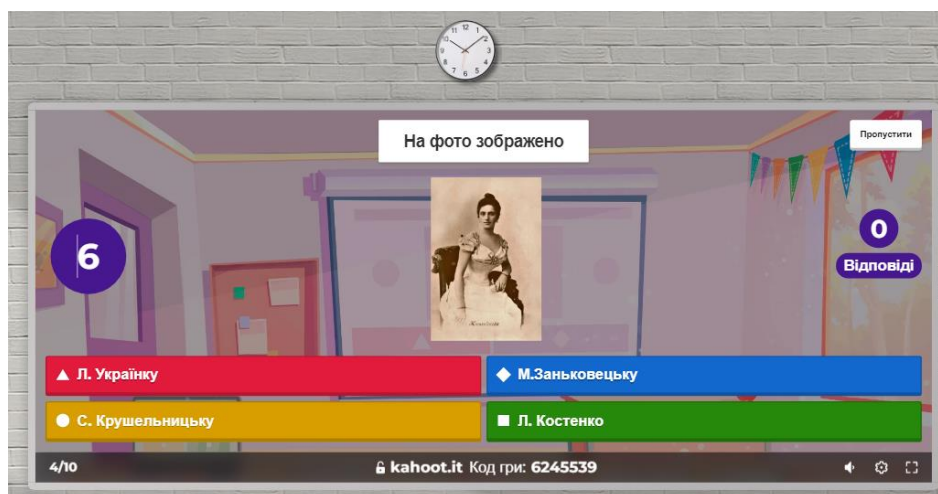 На фото зображено
Пропустити
6
0
Відповіді
Л. Українку
М.Заньковецьку
С. Крушельницьку
Л. Костенко
4/10
kahoot.it Код гри: 6245539